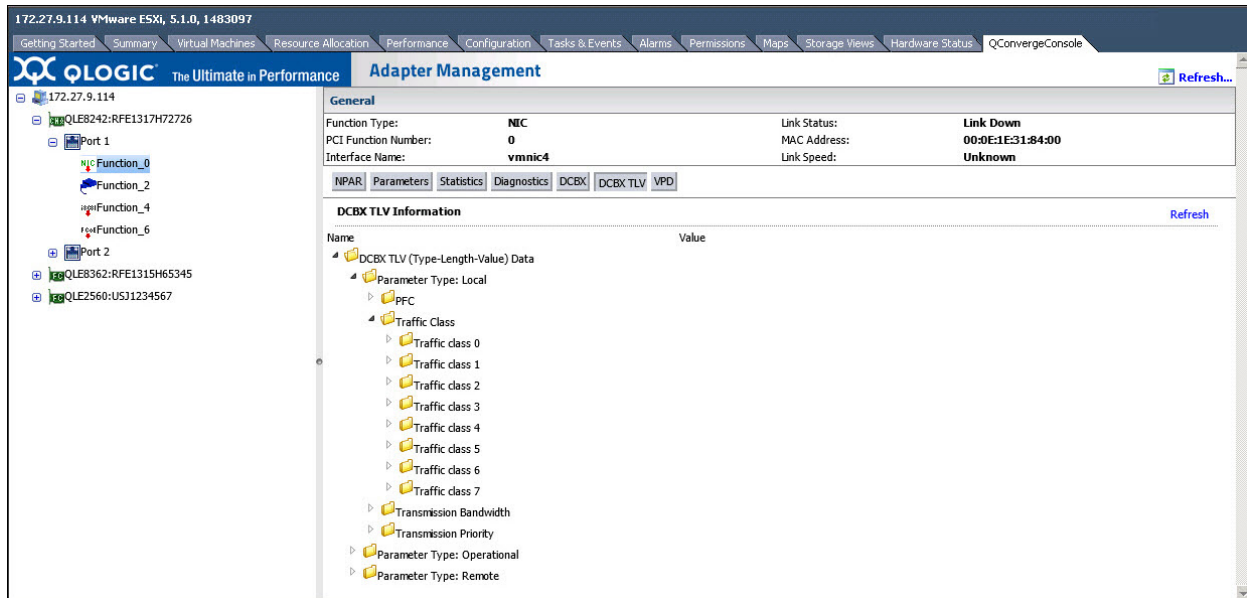 172.27.9.114 VMware ESXi, 5.1.0, 1483097
Getting Started Summary Virtual Machines Resource Allocation Performance Configuration Tasks & Events Alarms Permissions Maps Storage Views Hardware Status QConvergeConsole
QLOGIC The Ultimate in Performance Adapter Management Refresh...
172.27.9.114
QLE8242:RFE1317H72726
Port 1
NIC Function_0
Function_2
Function_4
Function_6
Port 2
QLE8362:RFE1315H65345
QLE2560:USJ1234567
General
Function Type: NIC Link Status: Link Down
PCI Function Number: 0 MAC Address: 00:0E:1E:31:84:00
Interface Name: vmnic4 Link Speed: Unknown
NPAR Parameters Statistics Diagnostics DCBX DCBX TLV VPD
DCBX TLV Information Refresh
Name Value
DCBX TLV (Type-Length-Value) Data
Parameter Type: Local
PFC
Traffic Class
Traffic class 0
Traffic class 1
Traffic class 2
Traffic class 3
Traffic class 4
Traffic class 5
Traffic class 6
Traffic class 7
Transmission Bandwidth
Transmission Priority
Parameter Type: Operational
Parameter Type: Remote